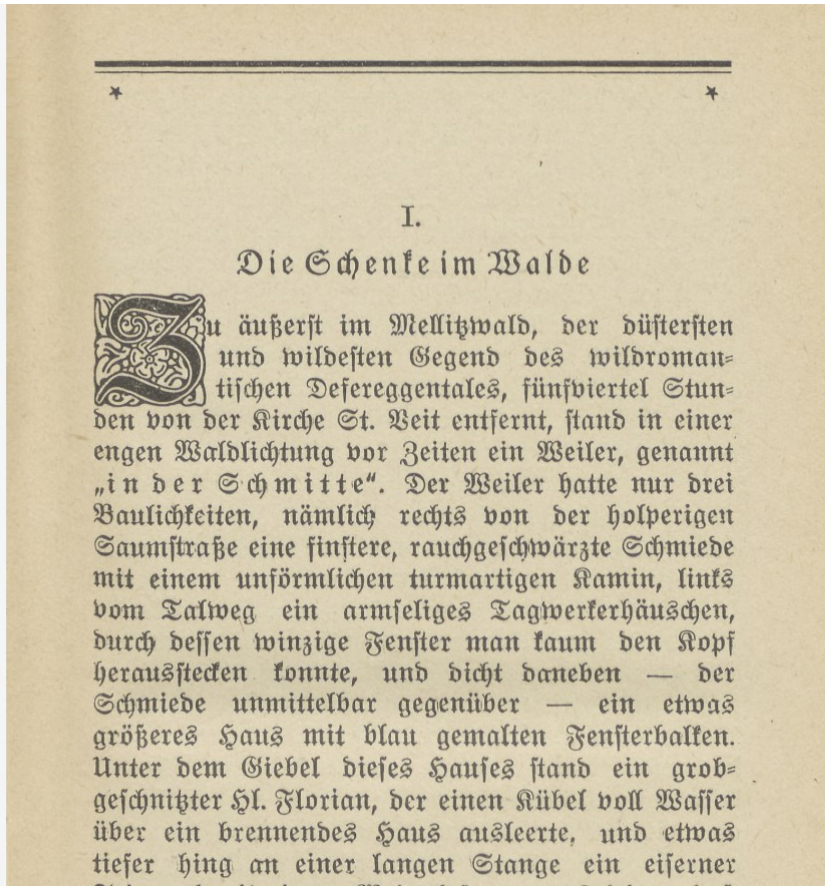 I.
Die Schenke im Walde
Zu äußerst im Mellitzwald, der düstersten
und wildesten Gegend des wildroman-
tischen Defereggentales, fünfviertel Stun-
den von der Kirche St. Veit entfernt, stand in einer
engen Waldlichtung vor Zeiten ein Weiler, genannt
„in der Schmitte“. Der Weiler hatte nur drei
Baulichkeiten, nämlich rechts von der holperigen
Saumstraße eine finstere, rauchgeschwärzte Schmiede
mit einem unförmlichen turmartigen Kamin, links
vom Talweg ein armseliges Tagwerkerhäuschen,
durch dessen winzige Fenster man kaum den Kopf
herausstecken konnte, und dicht daneben — der
Schmiede unmittelbar gegenüber — ein etwas
größeres Haus mit blau gemalten Fensterbalken.
Unter dem Giebel dieses Hauses stand ein grob-
geschnitzter Hl. Florian, der einen Kübel voll Wasser
über ein brennendes Haus ausleerte, und etwas
tiefer hing an einer langen Stange ein eiserner